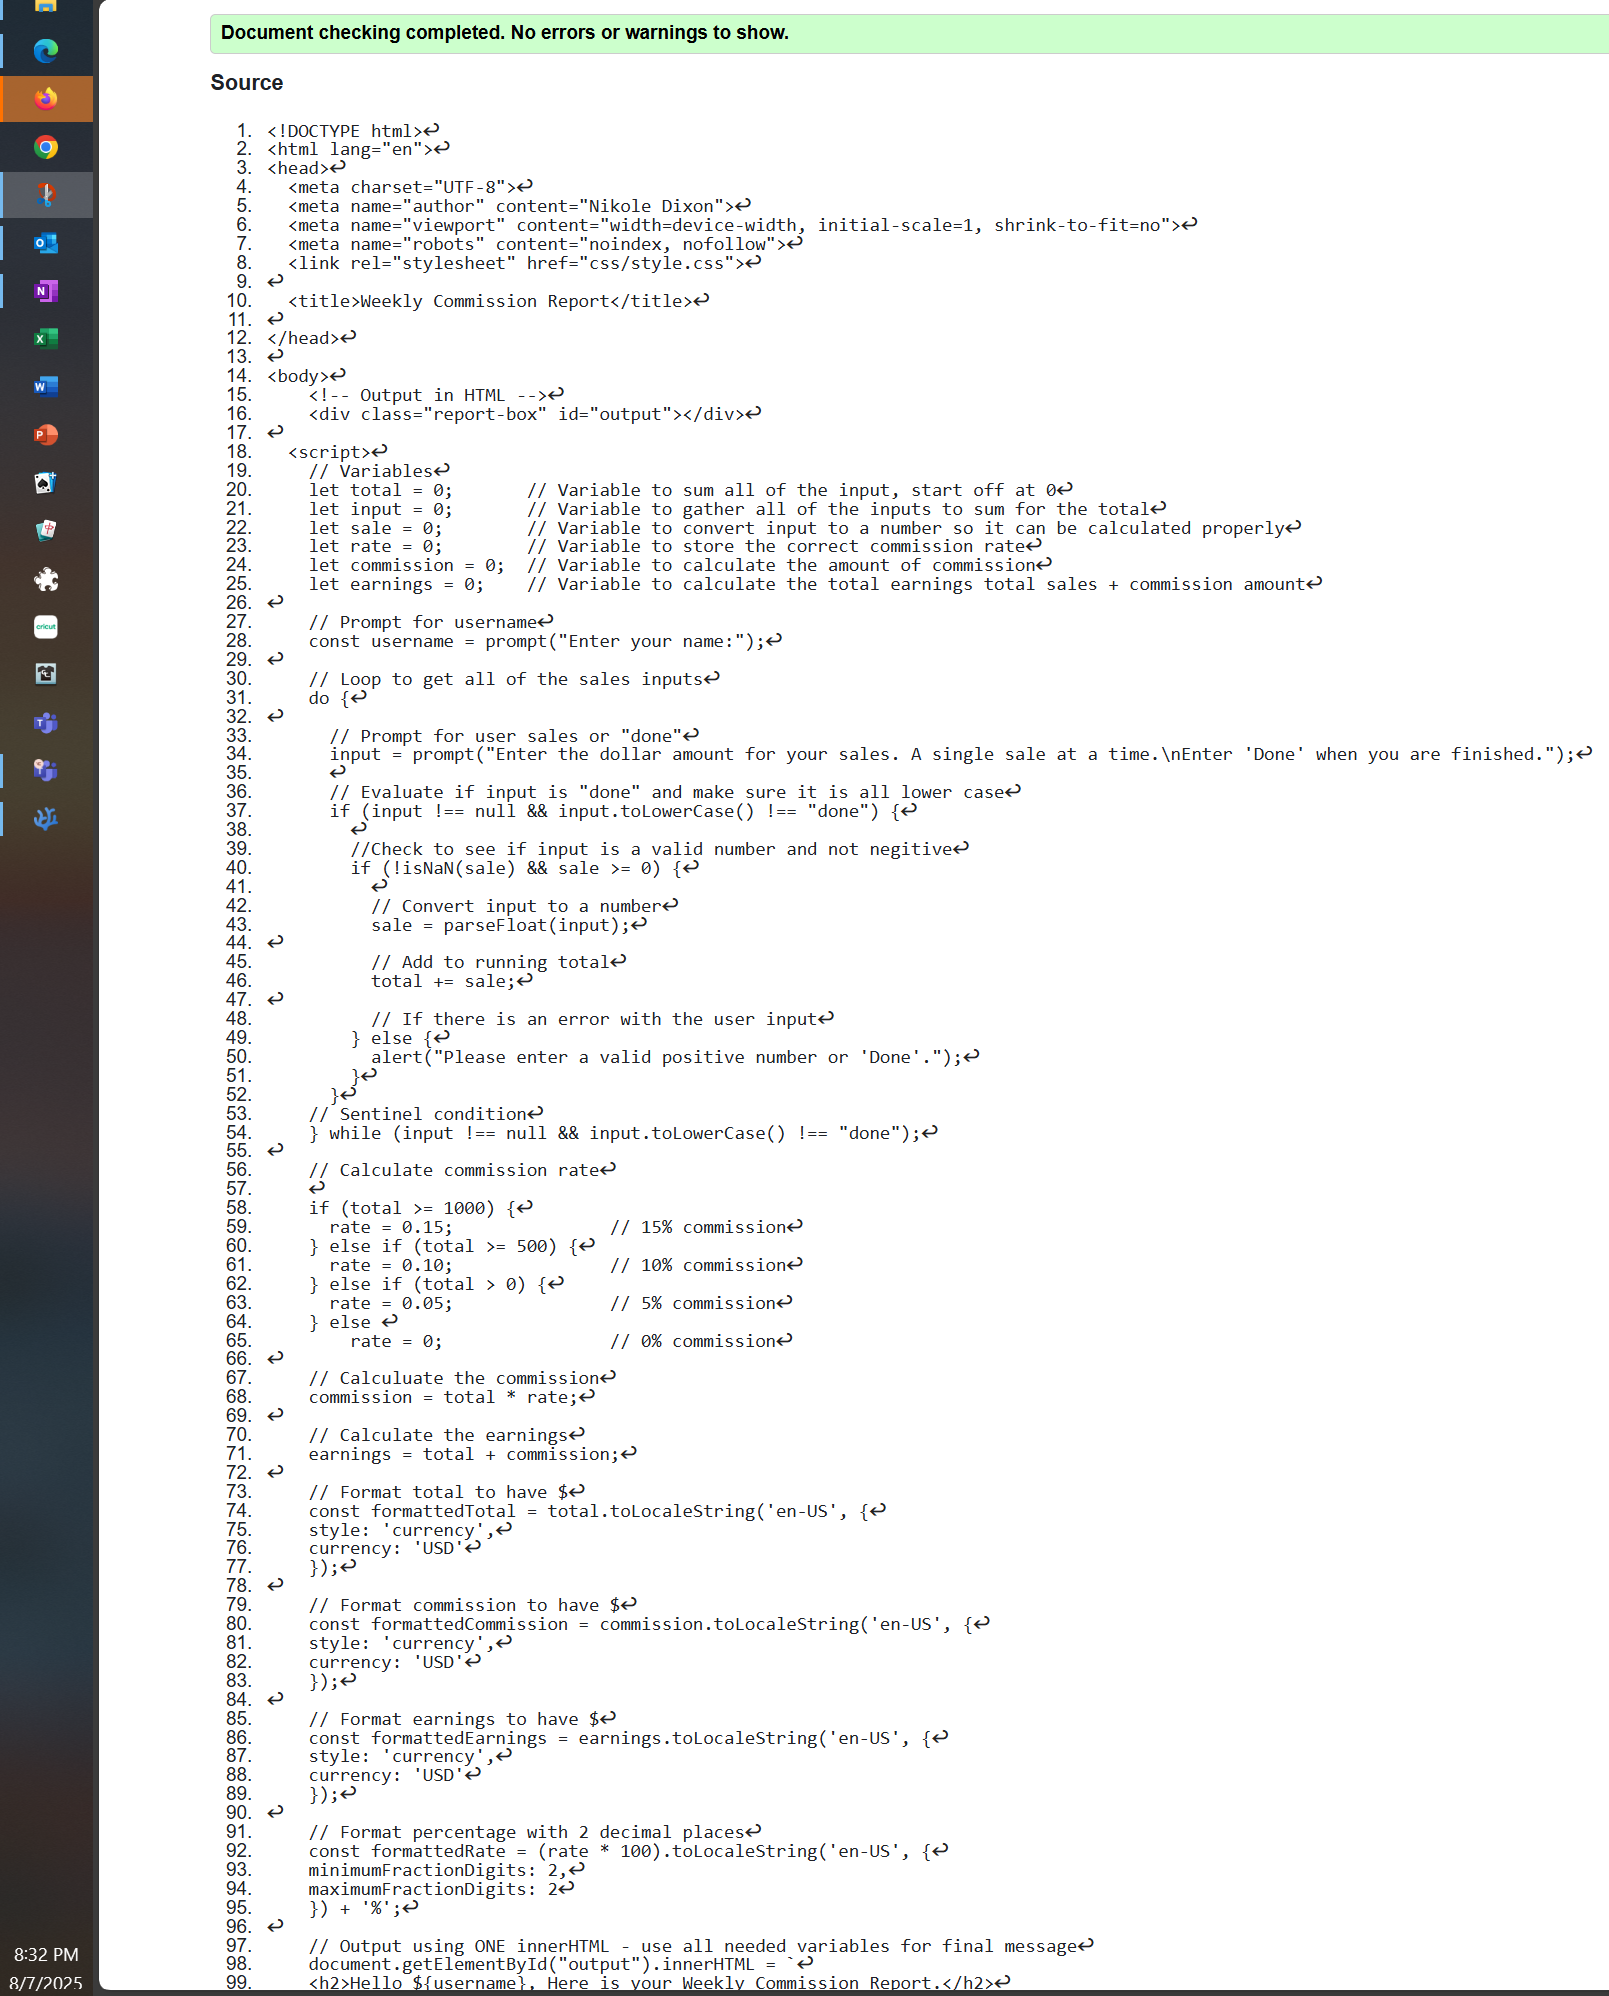 Document checking completed. No errors or warnings to show.
Source
1. <!DOCTYPE html>↩
2. <html lang="en">↩
3. <head>↩
4.   <meta charset="UTF-8">↩
5.   <meta name="author" content="Nikole Dixon">↩
6.   <meta name="viewport" content="width=device-width, initial-scale=1, shrink-to-fit=no">↩
7.   <meta name="robots" content="noindex, nofollow">↩
8.   <link rel="stylesheet" href="css/style.css">↩
9. ↩
10.   <title>Weekly Commission Report</title>↩
11. ↩
12. </head>↩
13. ↩
14. <body>↩
15.     <!-- Output in HTML -->↩
16.     <div class="report-box" id="output"></div>↩
17. ↩
18.   <script>↩
19.     // Variables↩
20.     let total = 0;       // Variable to sum all of the input, start off at 0↩
21.     let input = 0;       // Variable to gather all of the inputs to sum for the total↩
22.     let sale = 0;        // Variable to convert input to a number so it can be calculated properly↩
23.     let rate = 0;        // Variable to store the correct commission rate↩
24.     let commission = 0;  // Variable to calculate the amount of commission↩
25.     let earnings = 0;    // Variable to calculate the total earnings total sales + commission amount↩
26. ↩
27.     // Prompt for username↩
28.     const username = prompt("Enter your name:");↩
29. ↩
30.     // Loop to get all of the sales inputs↩
31.     do {↩
32. ↩
33.       // Prompt for user sales or "done"↩
34.       input = prompt("Enter the dollar amount for your sales. A single sale at a time.\nEnter 'Done' when you are finished.");↩
35.       ↩
36.       // Evaluate if input is "done" and make sure it is all lower case↩
37.       if (input !== null && input.toLowerCase() !== "done") {↩
38.         ↩
39.         //Check to see if input is a valid number and not negitive↩
40.         if (!isNaN(sale) && sale >= 0) {↩
41.           ↩
42.           // Convert input to a number↩
43.           sale = parseFloat(input);↩
44. ↩
45.           // Add to running total↩
46.           total += sale;↩
47. ↩
48.           // If there is an error with the user input↩
49.         } else {↩
50.           alert("Please enter a valid positive number or 'Done'.");↩
51.         }↩
52.       }↩
53.     // Sentinel condition↩
54.     } while (input !== null && input.toLowerCase() !== "done");↩
55. ↩
56.     // Calculate commission rate↩
57.     ↩
58.     if (total >= 1000) {↩
59.       rate = 0.15;               // 15% commission↩
60.     } else if (total >= 500) {↩
61.       rate = 0.10;               // 10% commission↩
62.     } else if (total > 0) {↩
63.       rate = 0.05;               // 5% commission↩
64.     } else ↩
65.         rate = 0;                // 0% commission↩
66. ↩
67.     // Calculuate the commission↩
68.     commission = total * rate;↩
69. ↩
70.     // Calculate the earnings↩
71.     earnings = total + commission;↩
72. ↩
73.     // Format total to have $↩
74.     const formattedTotal = total.toLocaleString('en-US', {↩
75.     style: 'currency',↩
76.     currency: 'USD'↩
77.     });↩
78. ↩
79.     // Format commission to have $↩
80.     const formattedCommission = commission.toLocaleString('en-US', {↩
81.     style: 'currency',↩
82.     currency: 'USD'↩
83.     });↩
84. ↩
85.     // Format earnings to have $↩
86.     const formattedEarnings = earnings.toLocaleString('en-US', {↩
87.     style: 'currency',↩
88.     currency: 'USD'↩
89.     });↩
90. ↩
91.     // Format percentage with 2 decimal places↩
92.     const formattedRate = (rate * 100).toLocaleString('en-US', {↩
93.     minimumFractionDigits: 2,↩
94.     maximumFractionDigits: 2↩
95.     }) + '%';↩
96. ↩
97.     // Output using ONE innerHTML - use all needed variables for final message↩
98.     document.getElementById("output").innerHTML = `↩
99.     <h2>Hello ${username}, Here is your Weekly Commission Report.</h2>↩
cricut
8:32 PM
8/7/2025